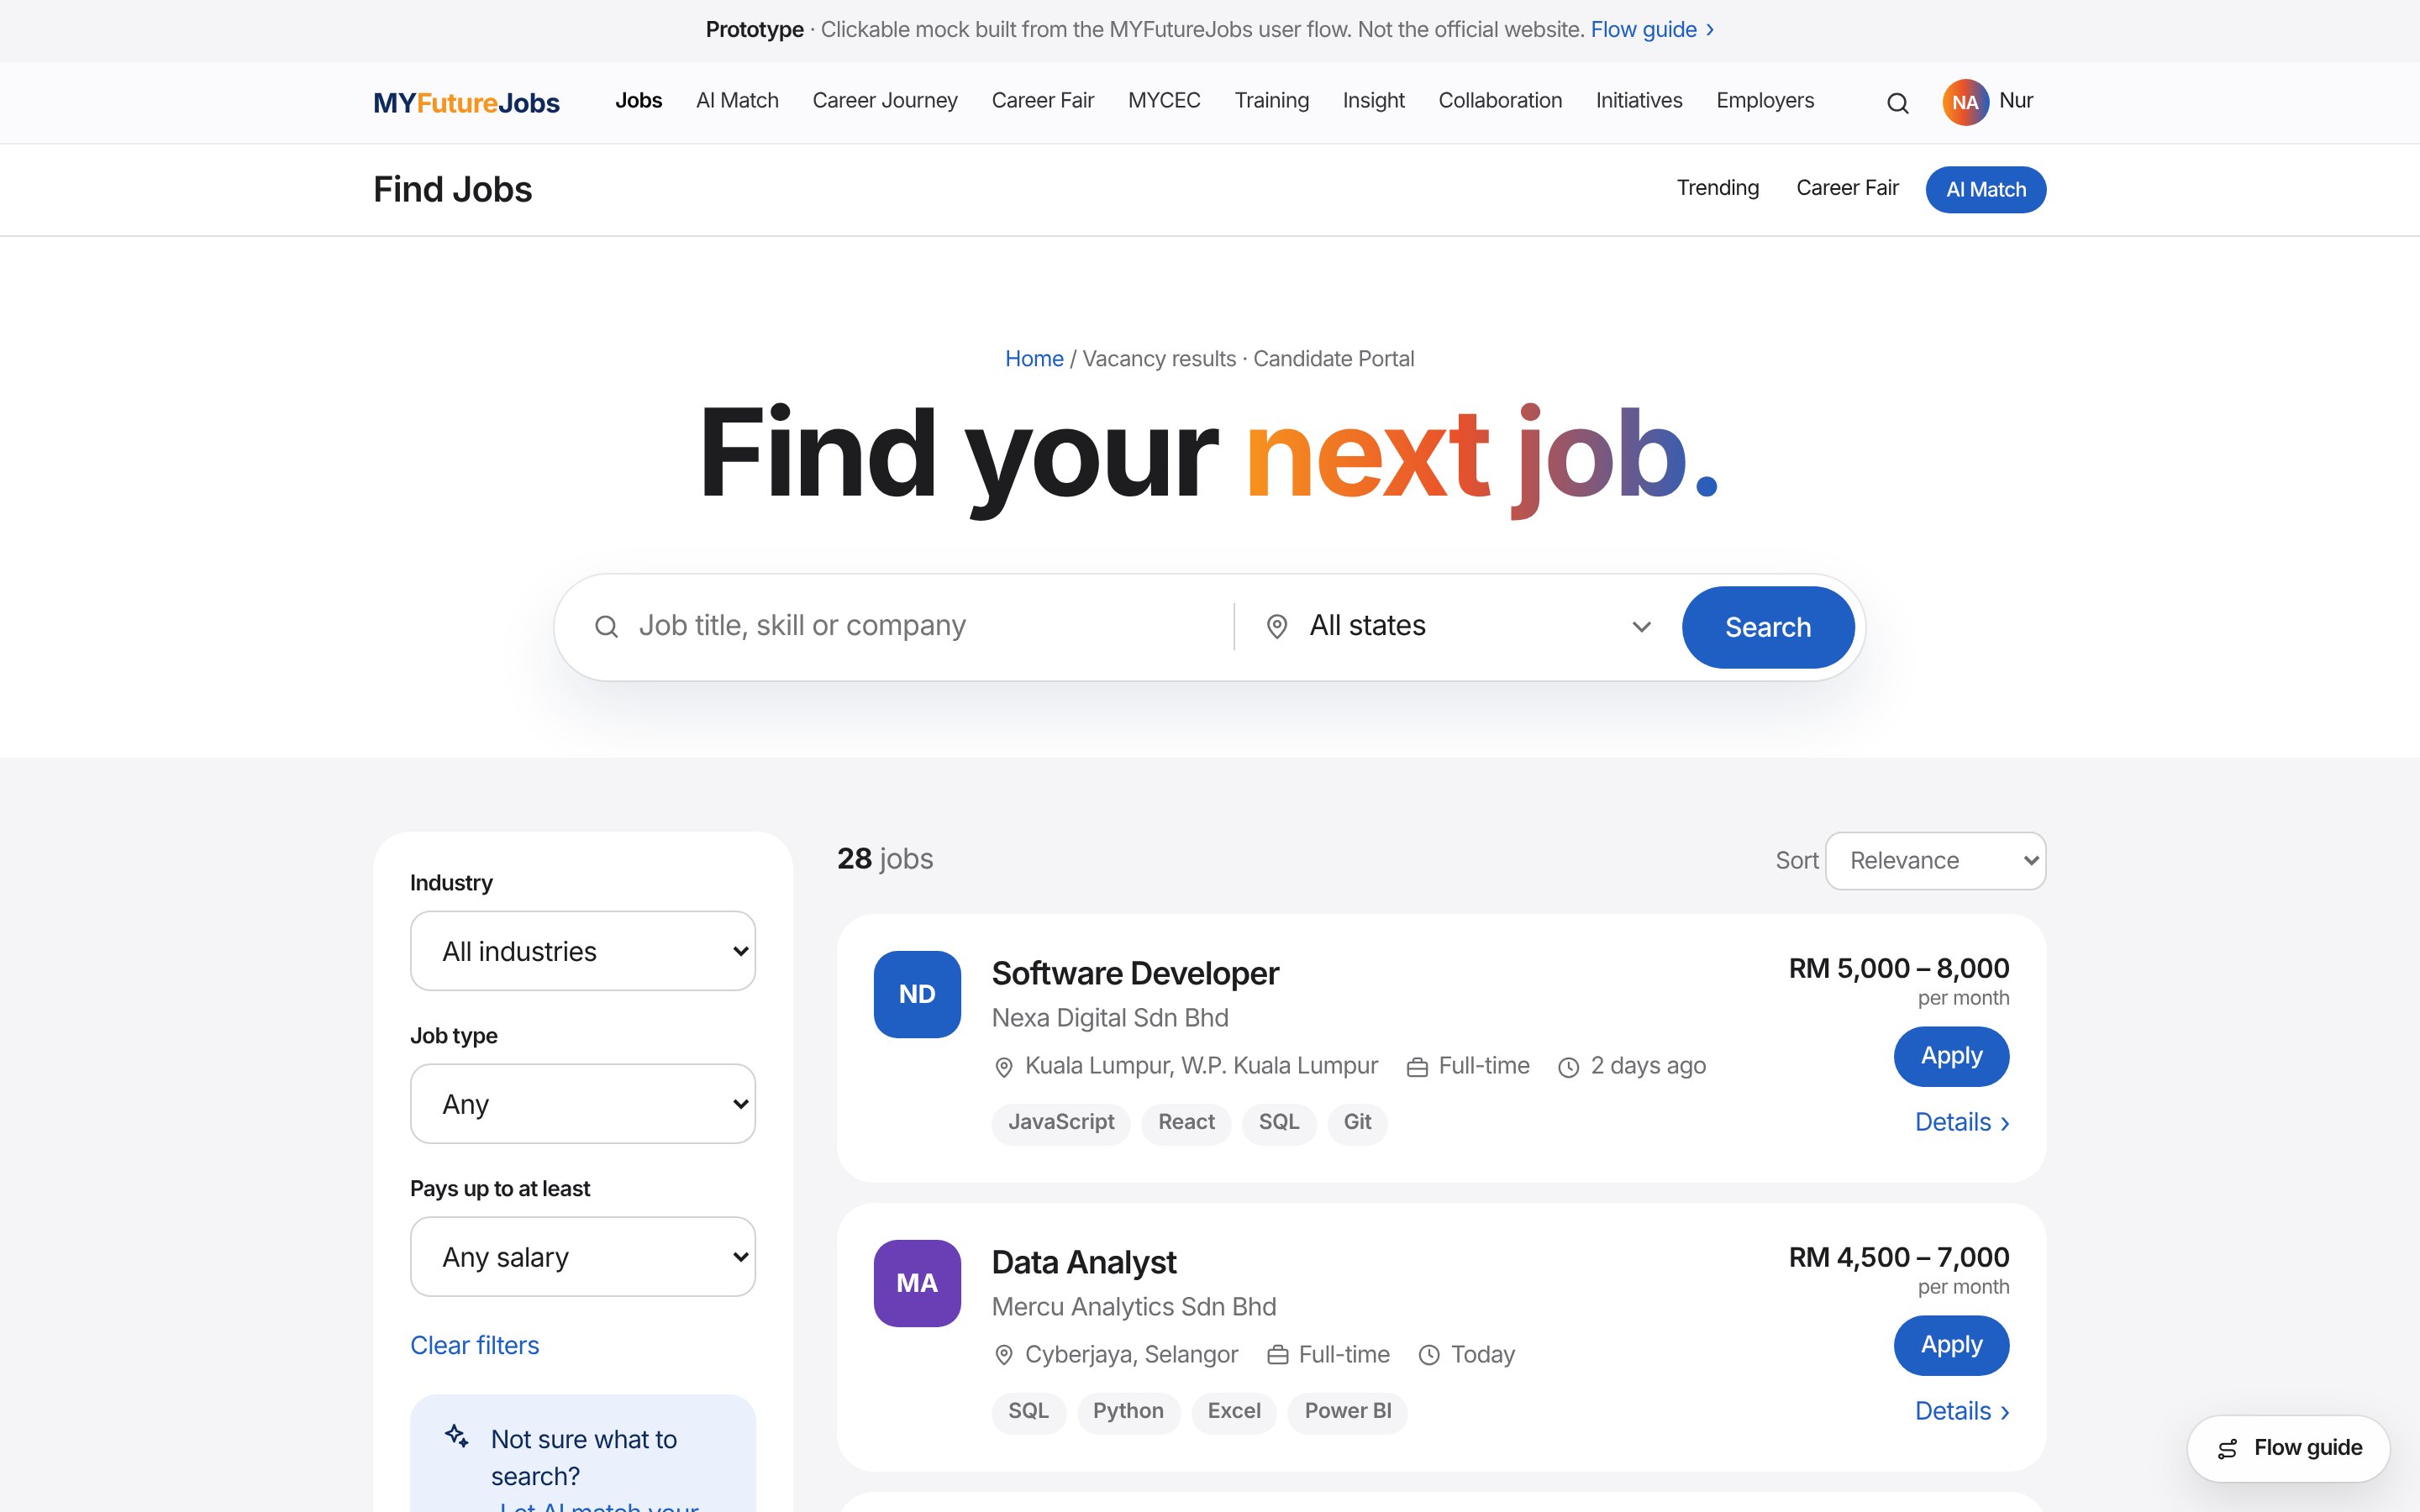 Prototype · Clickable mock built from the MYFutureJobs user flow. Not the official website. Flow guide ›
MYFutureJobs Jobs AI Match Career Journey Career Fair MYCEC Training Insight Collaboration Initiatives Employers NA Nur
Find Jobs Trending Career Fair AI Match
Home / Vacancy results · Candidate Portal
Find your next job.
Job title, skill or company All states Search
Industry
All industries
Job type
Any
Pays up to at least
Any salary
Clear filters
Not sure what to
search?
Let AI match your
28 jobs Sort Relevance
ND Software Developer RM 5,000 – 8,000
Nexa Digital Sdn Bhd per month
Kuala Lumpur, W.P. Kuala Lumpur Full-time 2 days ago Apply
JavaScript React SQL Git Details ›
MA Data Analyst RM 4,500 – 7,000
Mercu Analytics Sdn Bhd per month
Cyberjaya, Selangor Full-time Today Apply
SQL Python Excel Power BI Details ›
Flow guide